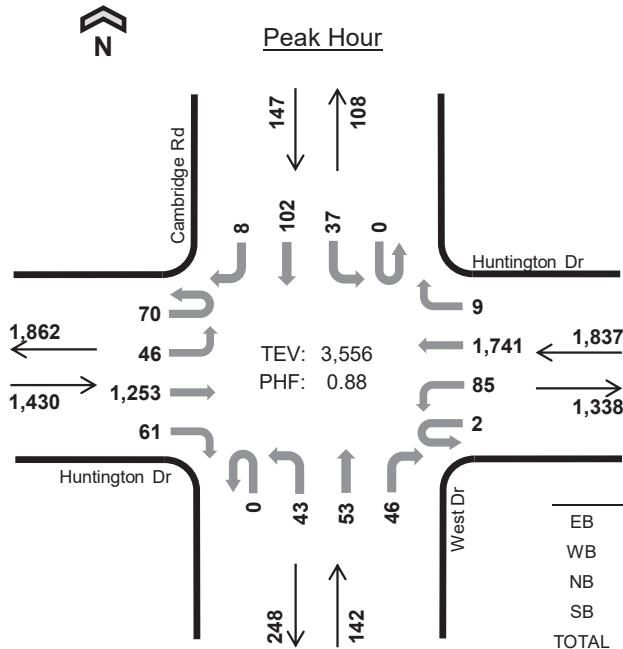 Peak Hour
N
147
108
Cambridge Rd
8
102
37
0
Huntington Dr
70
9
1,862
46
TEV: 3,556
1,741
1,837
1,430
1,253
PHF: 0.88
85
1,338
61
2
Huntington Dr
0
43
53
46
West Dr
248
142
EB
WB
NB
SB
TOTAL